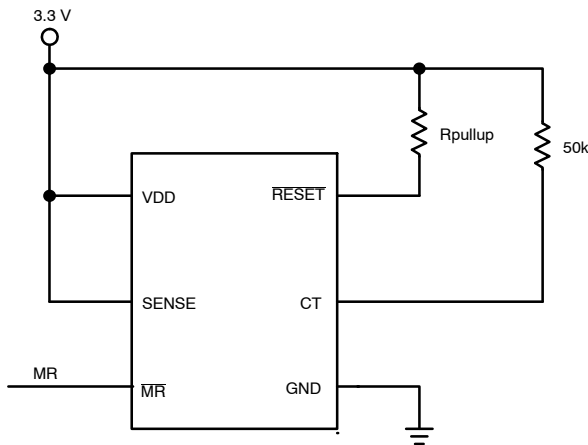 3.3 V
Rpullup
50k
VDD
RESET
SENSE
CT
MR
MR
GND